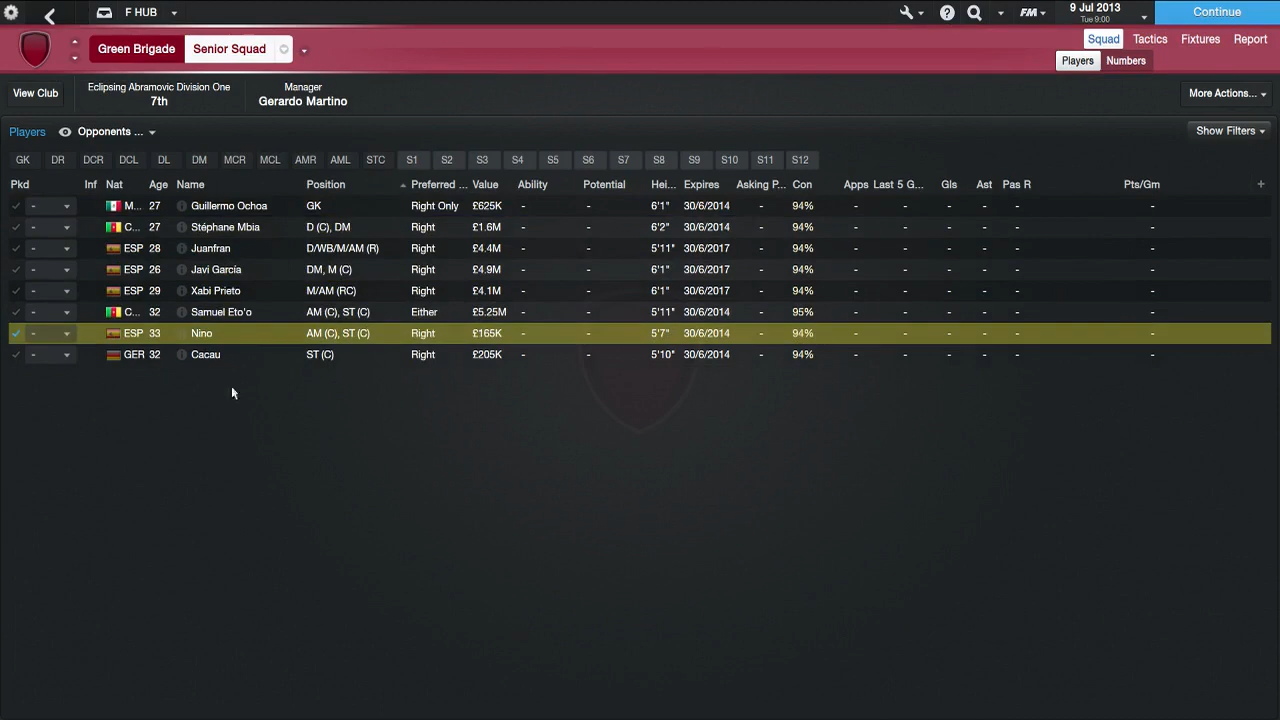 F HUB FM 9 Jul 2013 Tue 9:00 Continue
Green Brigade Senior Squad Squad Tactics Fixtures Report
Players Numbers
View Club Eclipsing Abramovic Division One 7th Manager Gerardo Martino More Actions...
Players Opponents ... Show Filters
GK DR DCR DCL DL DM MCR MCL AMR AML STC S1 S2 S3 S4 S5 S6 S7 S8 S9 S10 S11 S12
Pkd Inf Nat Age Name Position Preferred ... Value Ability Potential Hei... Expires Asking P... Con Apps Last 5 G... Gls Ast Pas R Pts/Gm +
- M... 27 Guillermo Ochoa GK Right Only £625K - - 6'1" 30/6/2014 - 94% - - - - - -
- C... 27 Stéphane Mbia D (C), DM Right £1.6M - - 6'2" 30/6/2014 - 94% - - - - - -
- ESP 28 Juanfran D/WB/M/AM (R) Right £4.4M - - 5'11" 30/6/2017 - 94% - - - - - -
- ESP 26 Javi García DM, M (C) Right £4.9M - - 6'1" 30/6/2017 - 94% - - - - - -
- ESP 29 Xabi Prieto M/AM (RC) Right £4.1M - - 6'1" 30/6/2017 - 94% - - - - - -
- C... 32 Samuel Eto'o AM (C), ST (C) Either £5.25M - - 5'11" 30/6/2014 - 95% - - - - - -
- ESP 33 Nino AM (C), ST (C) Right £165K - - 5'7" 30/6/2014 - 94% - - - - - -
- GER 32 Cacau ST (C) Right £205K - - 5'10" 30/6/2014 - 94% - - - - - -